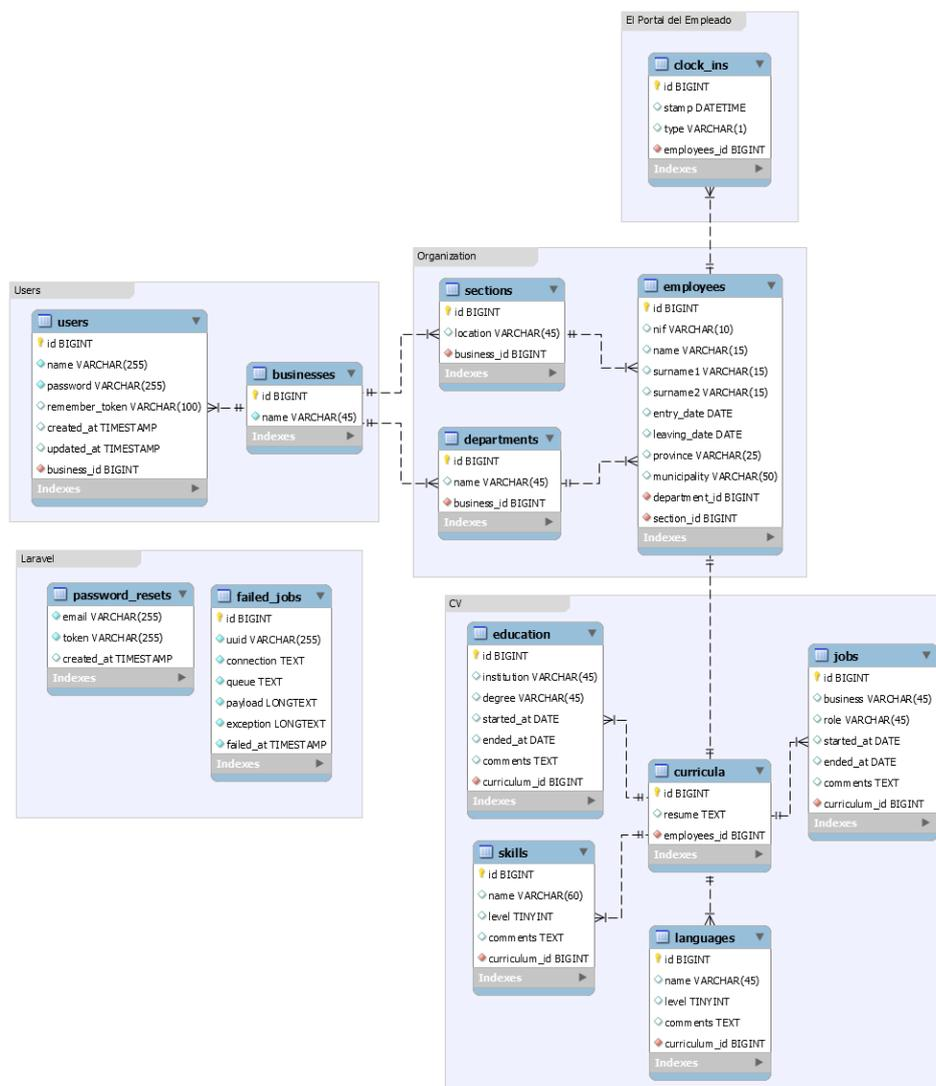 El Portal del Empleado
clock_ins
id BIGINT
stamp DATETIME
type VARCHAR(1)
employees_id BIGINT
Indexes
Organization
sections
id BIGINT
location VARCHAR(45)
business_id BIGINT
Indexes
departments
id BIGINT
name VARCHAR(45)
business_id BIGINT
Indexes
employees
id BIGINT
nif VARCHAR(10)
name VARCHAR(15)
surname1 VARCHAR(15)
surname2 VARCHAR(15)
entry_date DATE
leaving_date DATE
province VARCHAR(25)
municipality VARCHAR(50)
department_id BIGINT
section_id BIGINT
Indexes
Users
users
id BIGINT
name VARCHAR(255)
password VARCHAR(255)
remember_token VARCHAR(100)
created_at TIMESTAMP
updated_at TIMESTAMP
business_id BIGINT
Indexes
businesses
id BIGINT
name VARCHAR(45)
Indexes
Laravel
password_resets
email VARCHAR(255)
token VARCHAR(255)
created_at TIMESTAMP
Indexes
failed_jobs
id BIGINT
uuid VARCHAR(255)
connection TEXT
queue TEXT
payload LONGTEXT
exception LONGTEXT
failed_at TIMESTAMP
Indexes
CV
education
id BIGINT
institution VARCHAR(45)
degree VARCHAR(45)
started_at DATE
ended_at DATE
comments TEXT
curriculum_id BIGINT
Indexes
jobs
id BIGINT
business VARCHAR(45)
role VARCHAR(45)
started_at DATE
ended_at DATE
comments TEXT
curriculum_id BIGINT
Indexes
curricula
id BIGINT
resume TEXT
employees_id BIGINT
Indexes
skills
id BIGINT
name VARCHAR(60)
level TINYINT
comments TEXT
curriculum_id BIGINT
Indexes
languages
id BIGINT
name VARCHAR(45)
level TINYINT
comments TEXT
curriculum_id BIGINT
Indexes